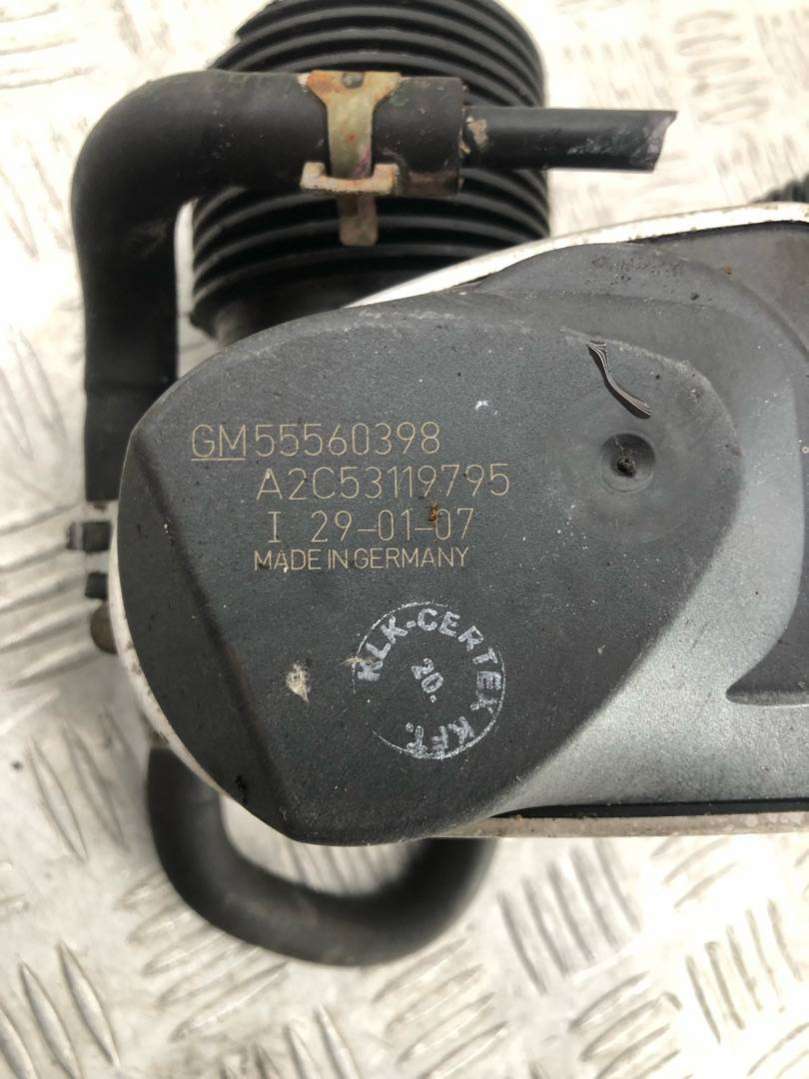 GM55560398
A2C53119795
I 29-01-07
MADE IN GERMANY
KLK-CERTEX KFT.
20.